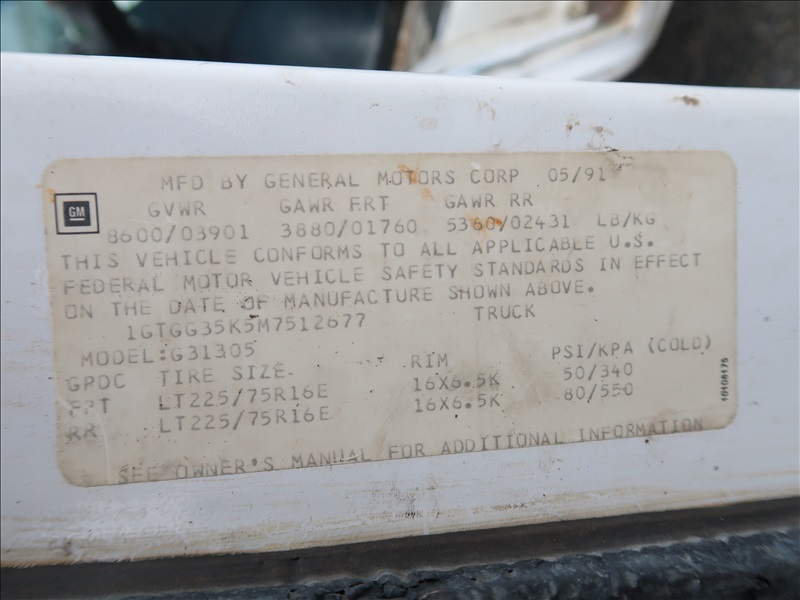 MFD BY GENERAL MOTORS CORP 05/91
GM
GVWR GAWR FRT GAWR RR
8600/03901 3880/01760 5360/02431 LB/KG
THIS VEHICLE CONFORMS TO ALL APPLICABLE U.S.
FEDERAL MOTOR VEHICLE SAFETY STANDARDS IN EFFECT
ON THE DATE OF MANUFACTURE SHOWN ABOVE.
1GTGG35K5M7512677 TRUCK
MODEL:G31305
GPDC TIRE SIZE RIM PSI/KPA (COLD)
FRT LT225/75R16E 16X6.5K 50/340
RR LT225/75R16E 16X6.5K 80/550
SEE OWNER'S MANUAL FOR ADDITIONAL INFORMATION